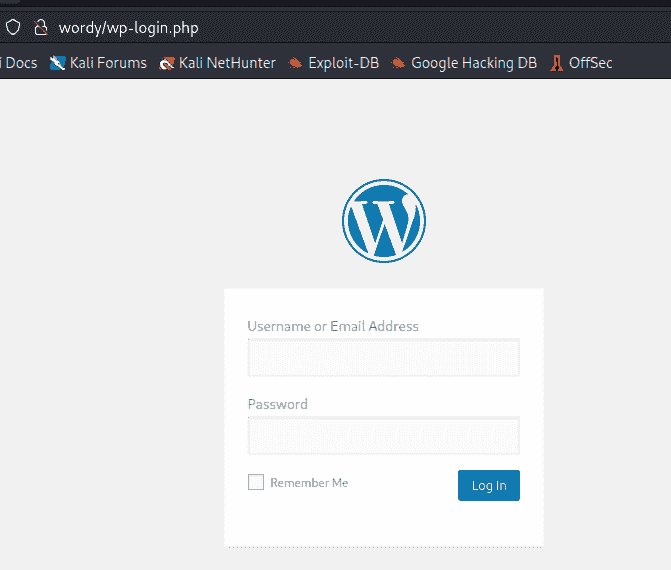 wordy/wp-login.php
i Docs Kali Forums Kali NetHunter Exploit-DB Google Hacking DB OffSec
Username or Email Address
Password
Remember Me Log In